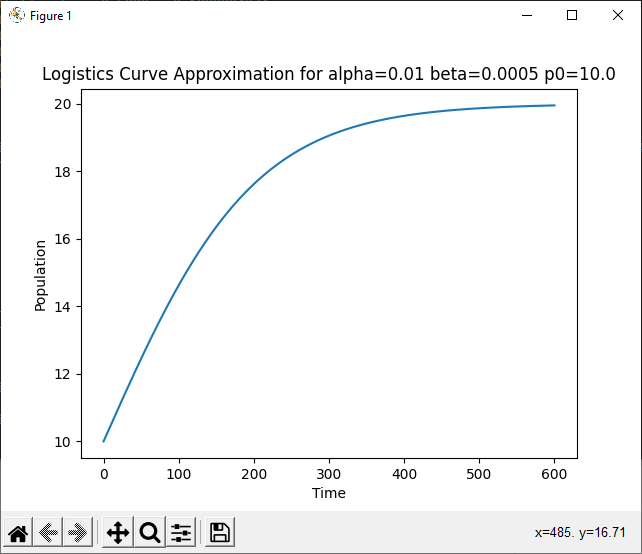 Figure 1
Logistics Curve Approximation for alpha=0.01 beta=0.0005 p0=10.0
20
18
16
14
12
10
Population
0 100 200 300 400 500 600
Time
x=485. y=16.71